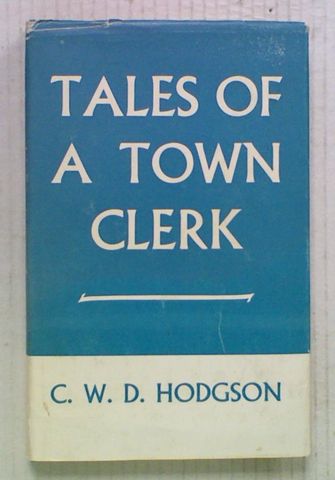 TALES OF
A TOWN
CLERK
C. W. D. HODGSON